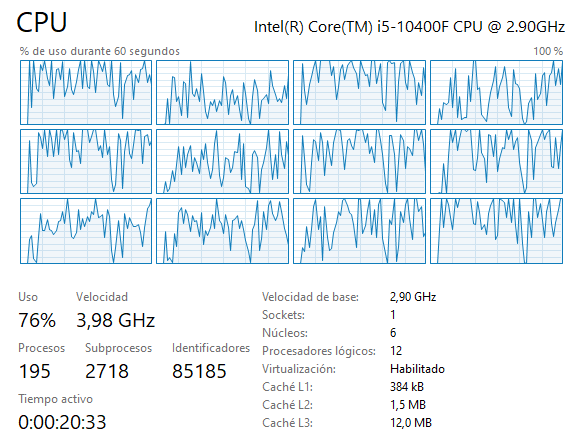 CPU Intel(R) Core(TM) i5-10400F CPU @ 2.90GHz
% de uso durante 60 segundos 100 %
Uso Velocidad
76% 3,98 GHz
Procesos Subprocesos Identificadores
195 2718 85185
Tiempo activo
0:00:20:33
Velocidad de base: 2,90 GHz
Sockets: 1
Núcleos: 6
Procesadores lógicos: 12
Virtualización: Habilitado
Caché L1: 384 kB
Caché L2: 1,5 MB
Caché L3: 12,0 MB